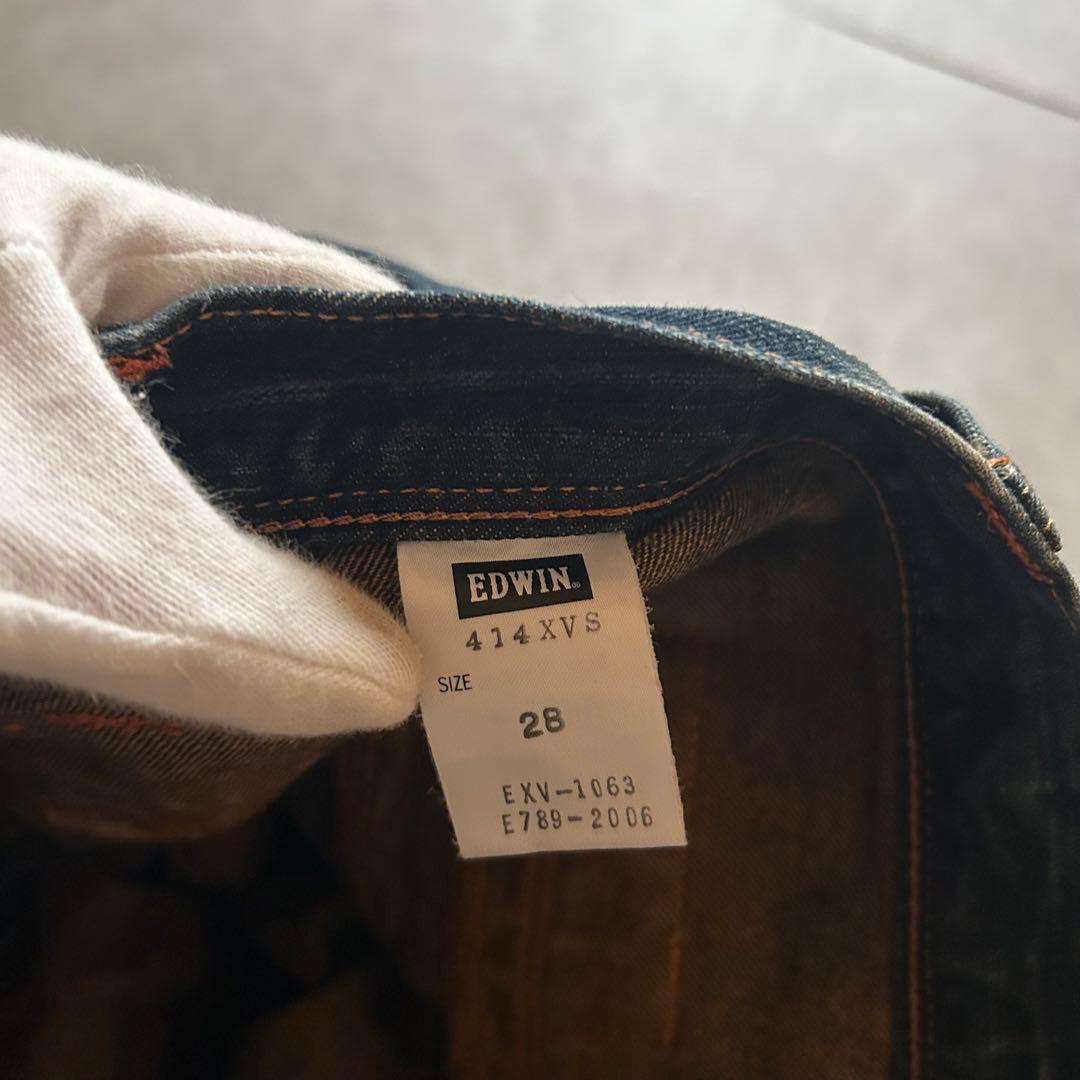 EDWIN®
414XVS
SIZE
28
EXV-1063
E789-2006